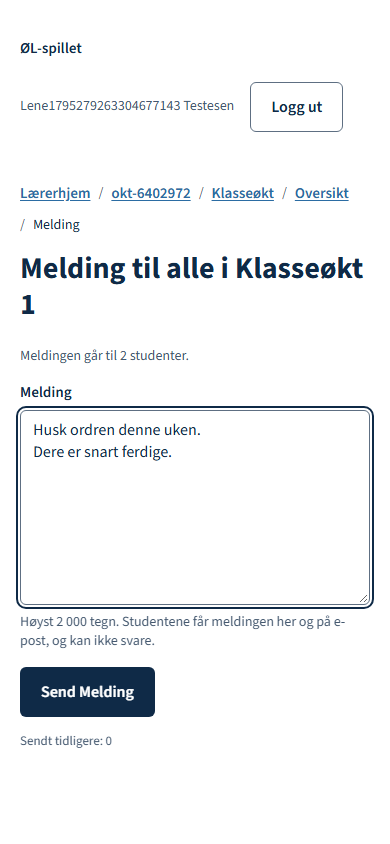 ØL-spillet
Lene1795279263304677143 Testesen
Logg ut
Lærerhjem / okt-6402972 / Klasseøkt / Oversikt
/ Melding
Melding til alle i Klasseøkt
1
Meldingen går til 2 studenter.
Melding
Husk ordren denne uken.
Dere er snart ferdige.
Høyst 2 000 tegn. Studentene får meldingen her og på e-
post, og kan ikke svare.
Send Melding
Sendt tidligere: 0